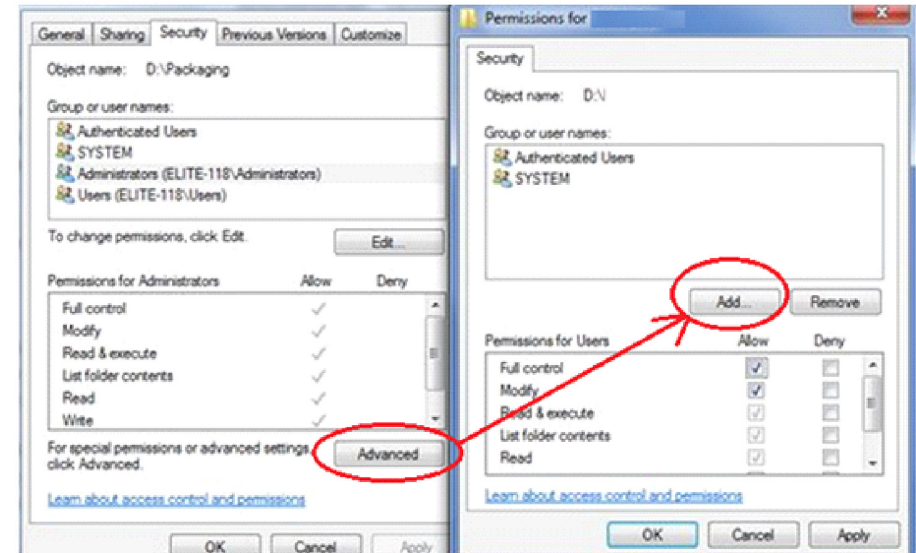 General Sharing Security Previous Versions Customize
Object name: D:\Packaging
Group or user names:
Authenticated Users
SYSTEM
Administrators (ELITE-118\Administrators)
Users (ELITE-118\Users)
To change permissions, click Edit.
Edit...
Permissions for Administrators Allow Deny
Full control
Modify
Read & execute
List folder contents
Read
Write
For special permissions or advanced settings,
click Advanced.
Advanced
Learn about access control and permissions
OK Cancel Apply
Permissions for
Security
Object name: D:\
Group or user names:
Authenticated Users
SYSTEM
Add... Remove
Permissions for Users Allow Deny
Full control
Modify
Read & execute
List folder contents
Read
Learn about access control and permissions
OK Cancel Apply